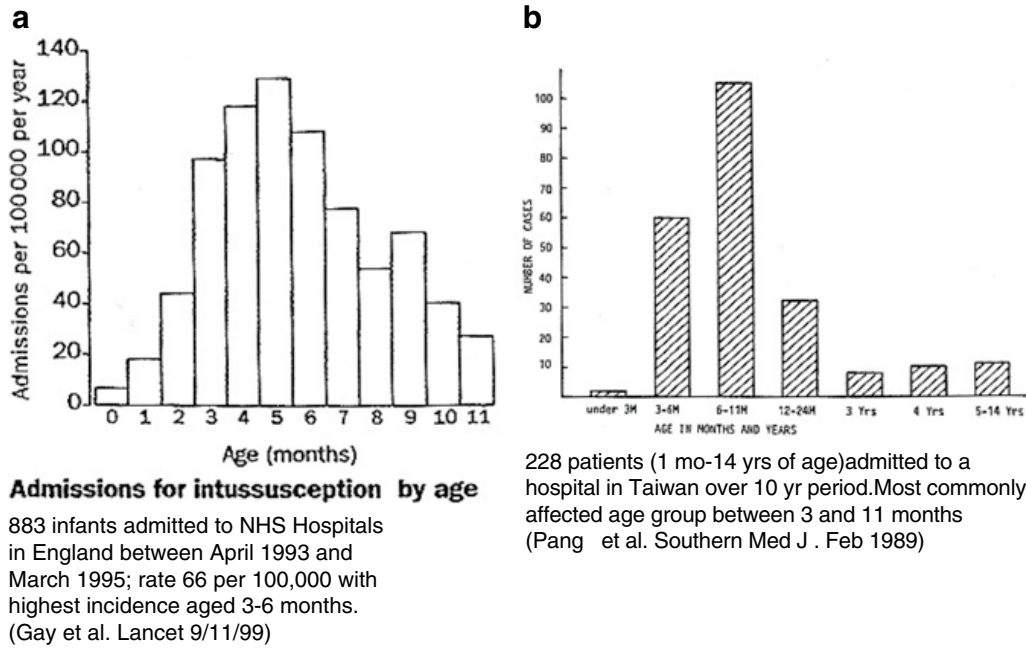 a
Admissions per 100000 per year
140
120
100
80
60
40
20
0
0 1 2 3 4 5 6 7 8 9 10 11
Age (months)
Admissions for intussusception by age
883 infants admitted to NHS Hospitals
in England between April 1993 and
March 1995; rate 66 per 100,000 with
highest incidence aged 3-6 months.
(Gay et al. Lancet 9/11/99)
b
NUMBER OF CASES
100
90
80
70
60
50
40
30
20
10
under 3M 3-6M 6-11M 12-24M 3 Yrs 4 Yrs 5-14 Yrs
AGE IN MONTHS AND YEARS
228 patients (1 mo-14 yrs of age)admitted to a
hospital in Taiwan over 10 yr period.Most commonly
affected age group between 3 and 11 months
(Pang et al. Southern Med J . Feb 1989)